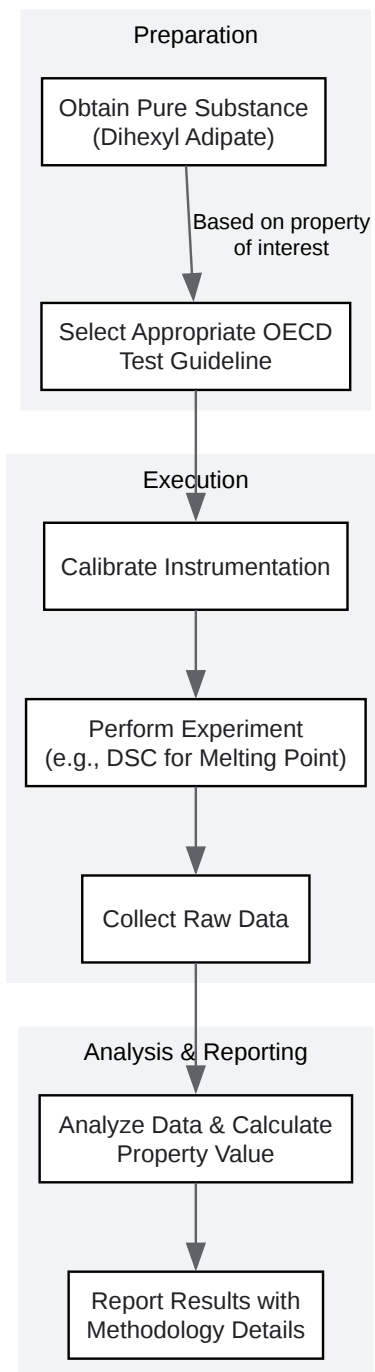 Preparation
Obtain Pure Substance
(Dihexyl Adipate)
Based on property
of interest
Select Appropriate OECD
Test Guideline
Execution
Calibrate Instrumentation
Perform Experiment
(e.g., DSC for Melting Point)
Collect Raw Data
Analysis & Reporting
Analyze Data & Calculate
Property Value
Report Results with
Methodology Details